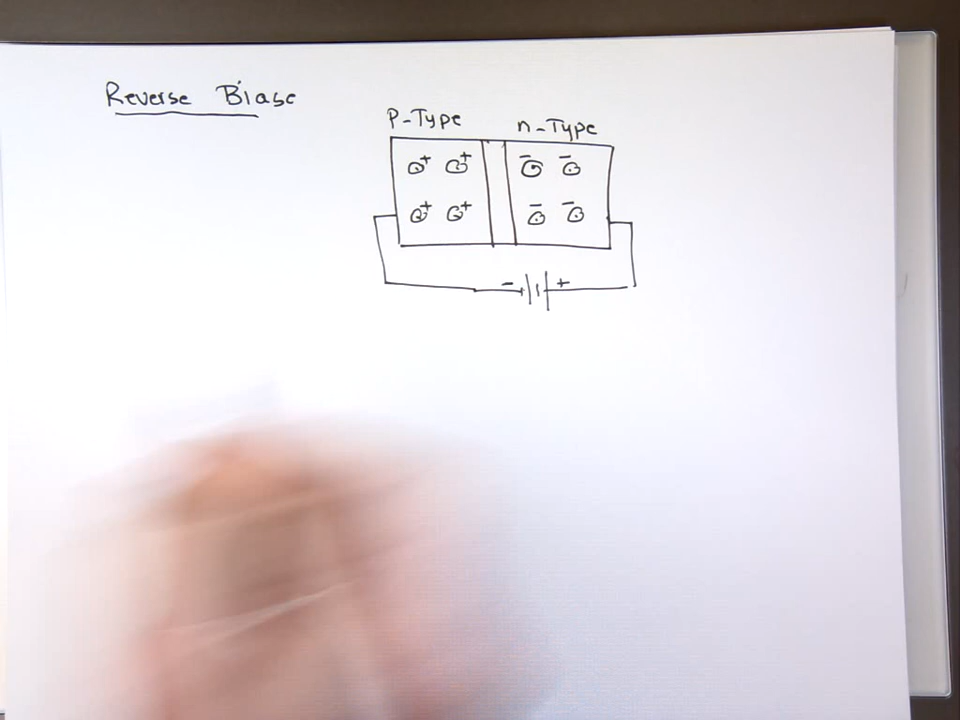 Reverse Biase
P-Type n-Type
+ + - -
+ + - -
- +